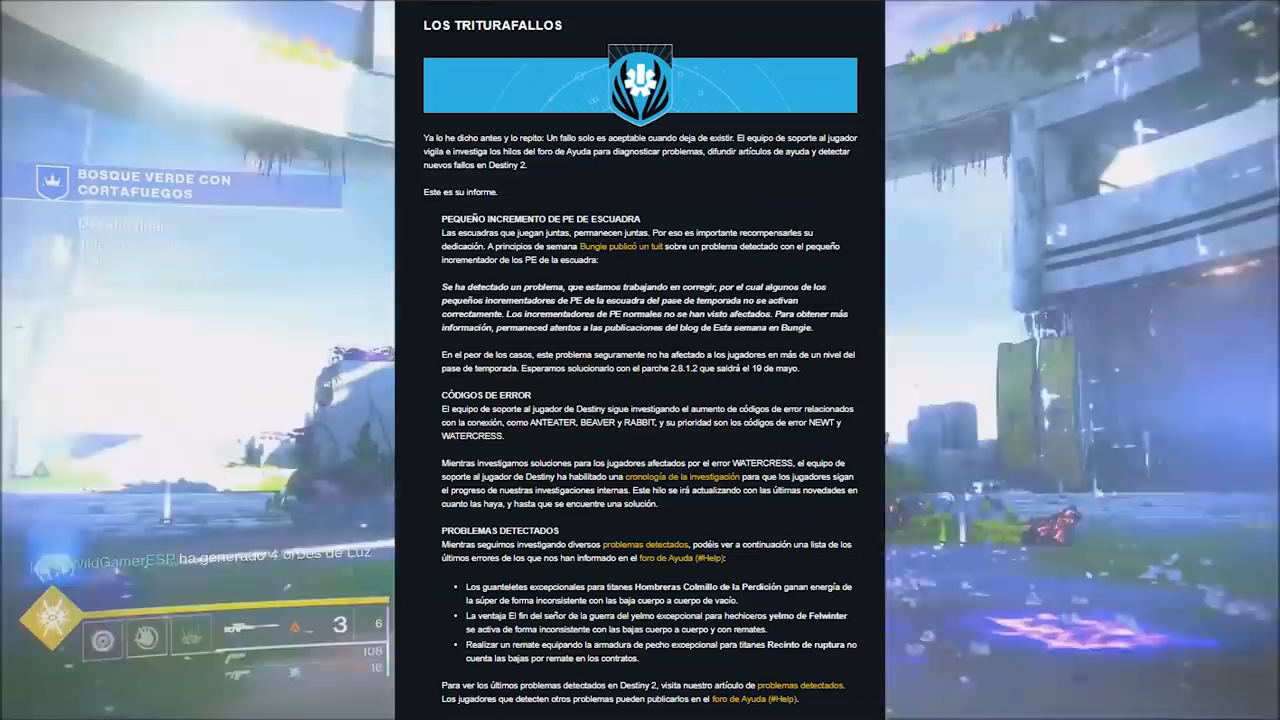 LOS TRITURAFALLOS
Ya lo he dicho antes y lo repito: Un fallo solo es aceptable cuando deja de existir. El equipo de soporte al jugador
vigila e investiga los hilos del foro de Ayuda para diagnosticar problemas, difundir artículos de ayuda y detectar
nuevos fallos en Destiny 2.
Este es su informe.
PEQUEÑO INCREMENTO DE PE DE ESCUADRA
Las escuadras que juegan juntas, permanecen juntas. Por eso es importante recompensarles su
dedicación. A principios de semana Bungie publicó un tuit sobre un problema detectado con el pequeño
incrementador de los PE de la escuadra:
Se ha detectado un problema, que estamos trabajando en corregir, por el cual algunos de los
pequeños incrementadores de PE de la escuadra del pase de temporada no se activan
correctamente. Los incrementadores de PE normales no se han visto afectados. Para obtener más
información, permaneced atentos a las publicaciones del blog de Esta semana en Bungie.
En el peor de los casos, este problema seguramente no ha afectado a los jugadores en más de un nivel del
pase de temporada. Esperamos solucionarlo con el parche 2.8.1.2 que saldrá el 19 de mayo.
CÓDIGOS DE ERROR
El equipo de soporte al jugador de Destiny sigue investigando el aumento de códigos de error relacionados
con la conexión, como ANTEATER, BEAVER y RABBIT, y su prioridad son los códigos de error NEWT y
WATERCRESS.
Mientras investigamos soluciones para los jugadores afectados por el error WATERCRESS, el equipo de
soporte al jugador de Destiny ha habilitado una cronología de la investigación para que los jugadores sigan
el progreso de nuestras investigaciones internas. Este hilo se irá actualizando con las últimas novedades en
cuanto las haya, y hasta que se encuentre una solución.
PROBLEMAS DETECTADOS
Mientras seguimos investigando diversos problemas detectados, podéis ver a continuación una lista de los
últimos errores de los que nos han informado en el foro de Ayuda (#Help):
• Los guanteletes excepcionales para titanes Hombreras Colmillo de la Perdición ganan energía de
la súper de forma inconsistente con las baja cuerpo a cuerpo de vacío.
• La ventaja El fin del señor de la guerra del yelmo excepcional para hechiceros yelmo de Felwinter
se activa de forma inconsistente con las bajas cuerpo a cuerpo y con remates.
• Realizar un remate equipando la armadura de pecho excepcional para titanes Recinto de ruptura no
cuenta las bajas por remate en los contratos.
Para ver los últimos problemas detectados en Destiny 2, visita nuestro artículo de problemas detectados.
Los jugadores que detecten otros problemas pueden publicarlos en el foro de Ayuda (#Help).
BOSQUE VERDE CON
CORTAFUEGOS
WildGamerESP ha generado 4 orbes de Luz
3
6
108